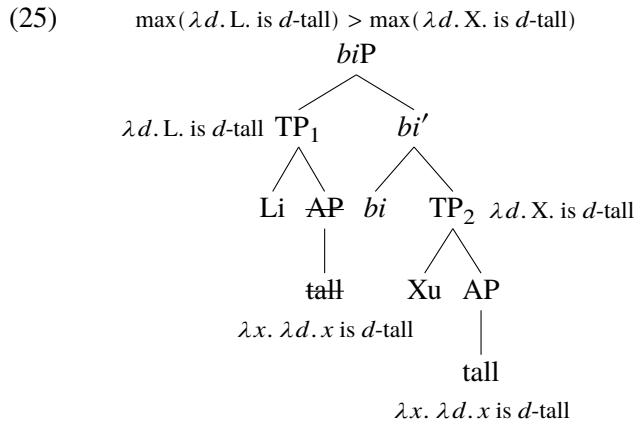 (25) max(λd. L. is d-tall) > max(λd. X. is d-tall)
biP
λd. L. is d-tall TP₁ bi′
Li AP bi TP₂ λd. X. is d-tall
tall Xu AP
λx. λd. x is d-tall
tall
λx. λd. x is d-tall